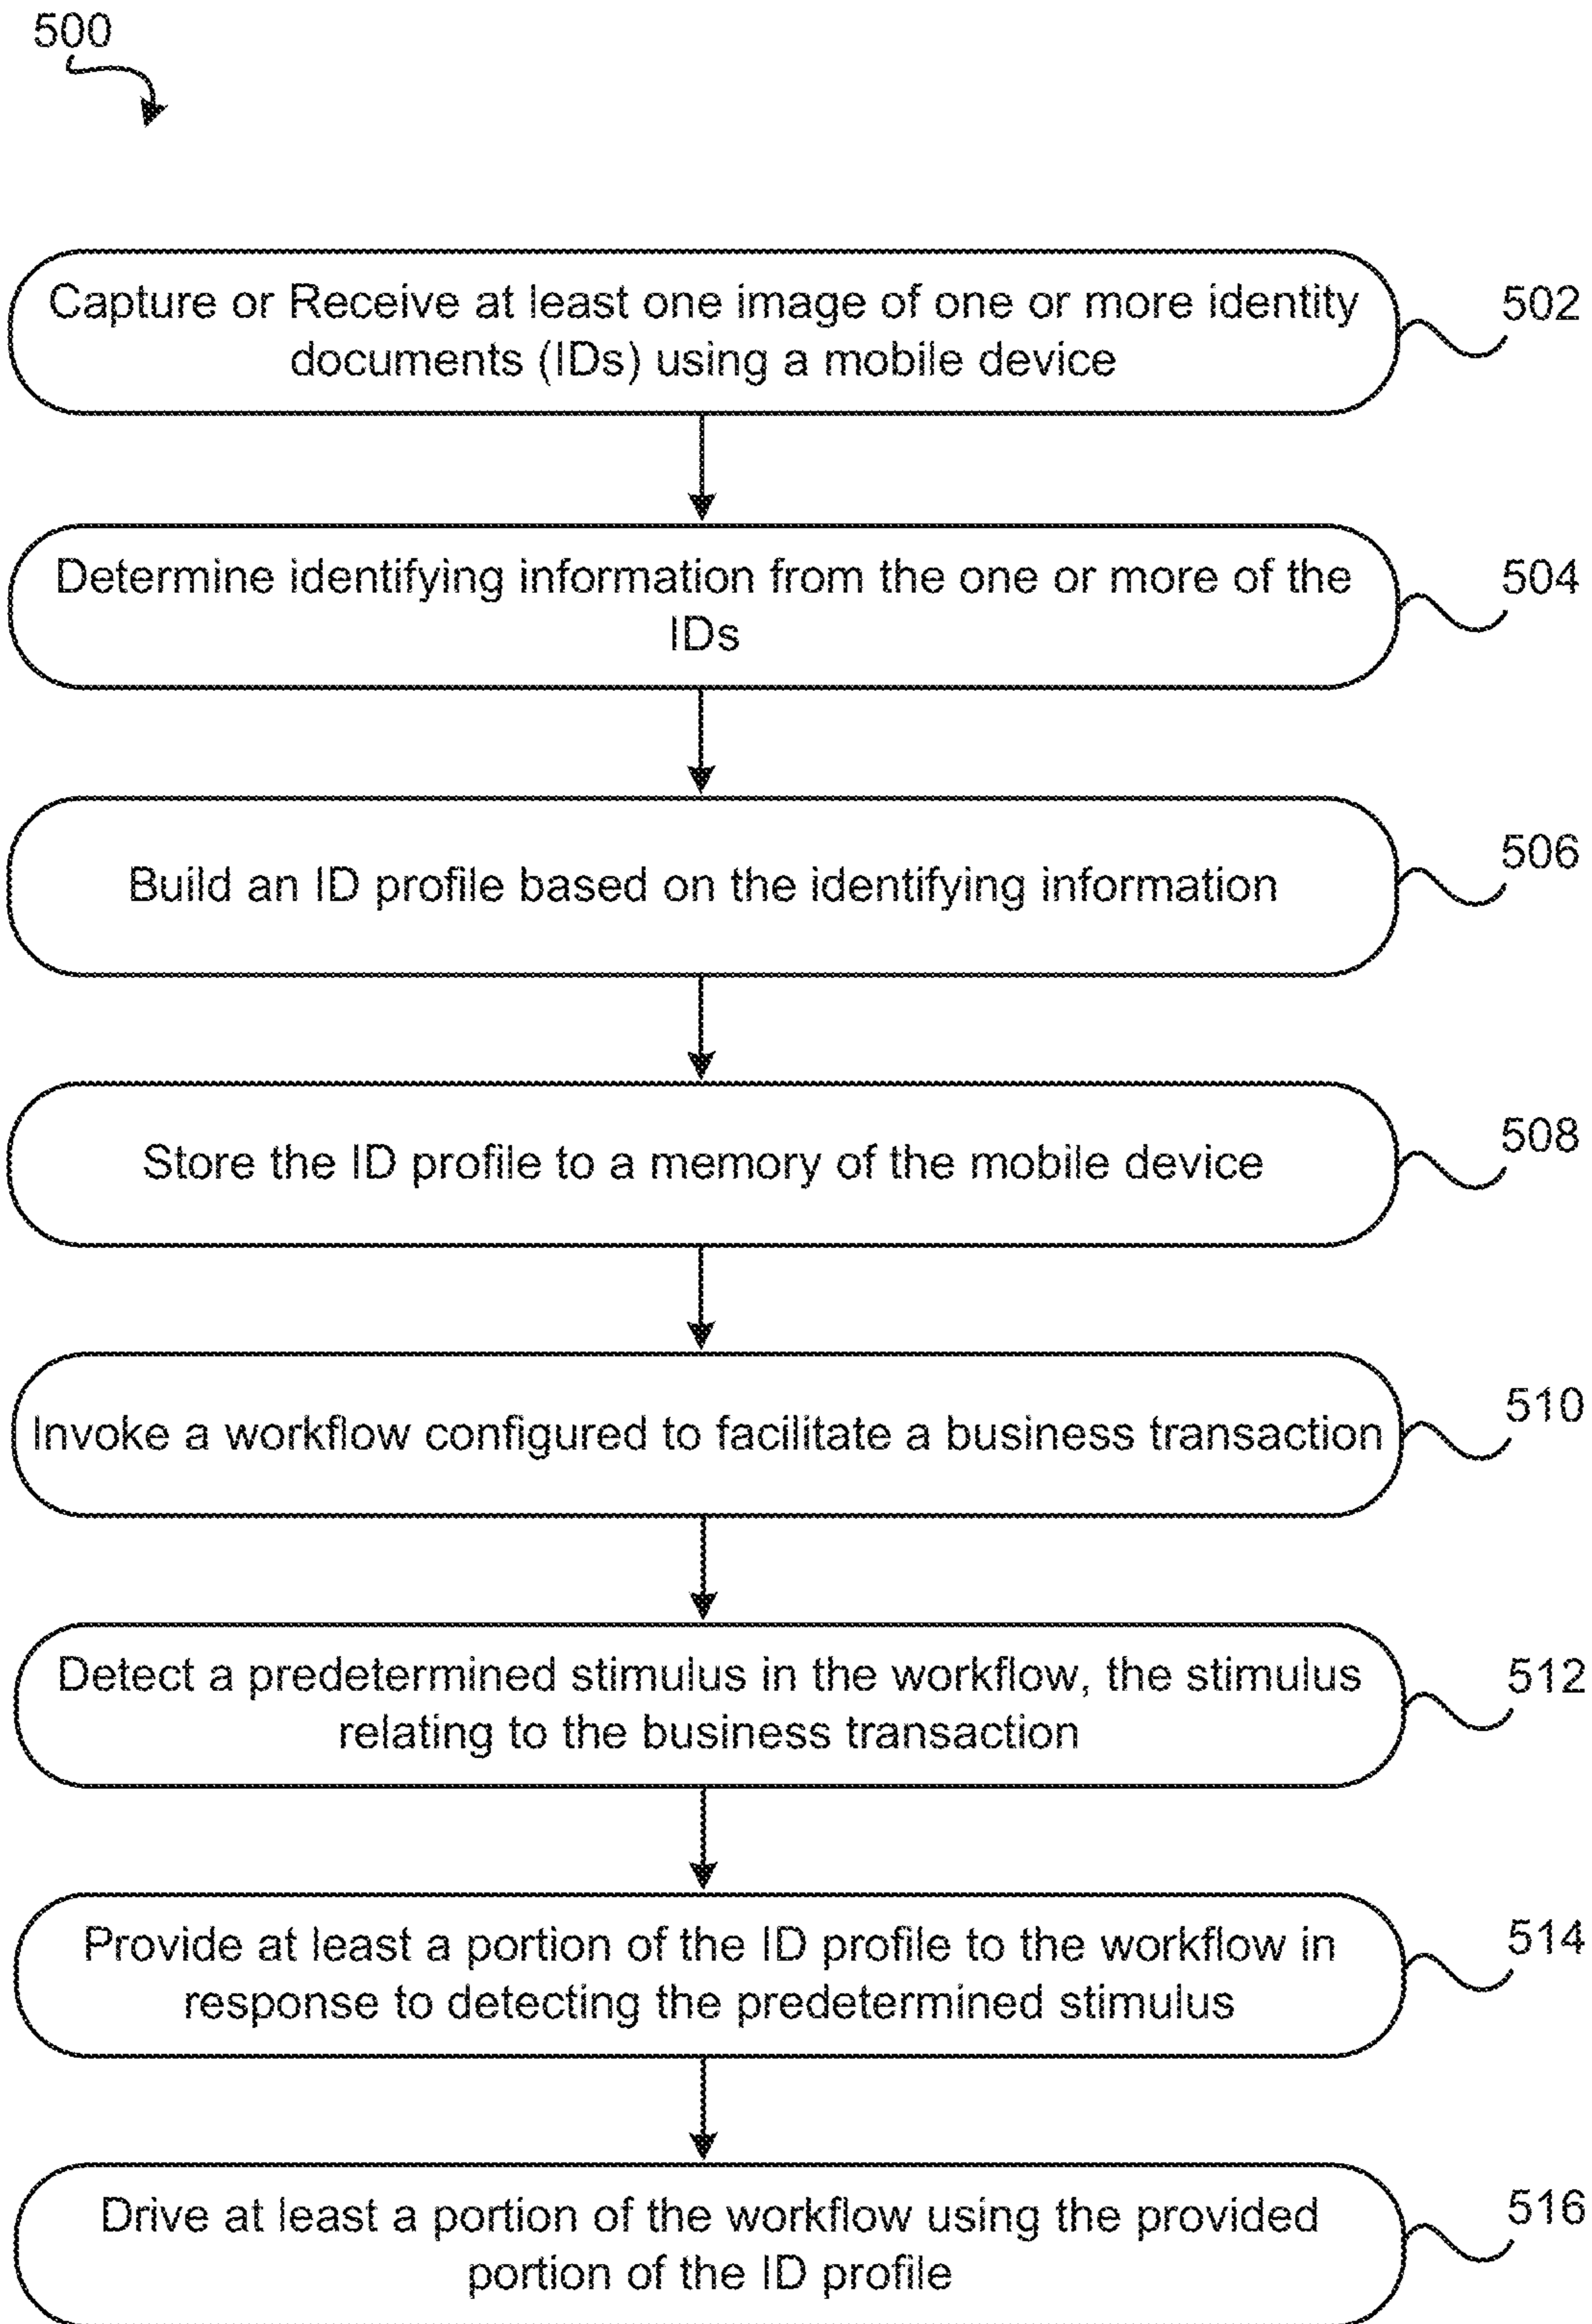 500
Capture or Receive at least one image of one or more identity
documents (IDs) using a mobile device
502
Determine identifying information from the one or more of the
IDs
504
Build an ID profile based on the identifying information
506
Store the ID profile to a memory of the mobile device
508
Invoke a workflow configured to facilitate a business transaction
510
Detect a predetermined stimulus in the workflow, the stimulus
relating to the business transaction
512
Provide at least a portion of the ID profile to the workflow in
response to detecting the predetermined stimulus
514
Drive at least a portion of the workflow using the provided
portion of the ID profile
516